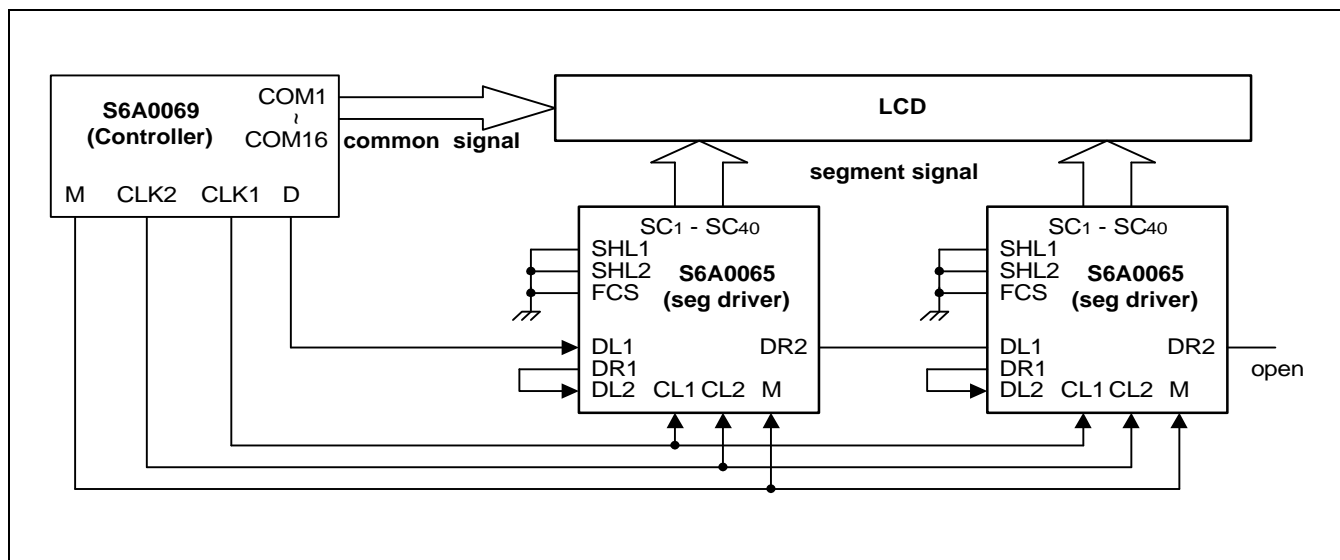 S6A0069
(Controller)
COM1
~
COM16
M CLK2 CLK1 D
common signal
LCD
segment signal
SC1 - SC40
SHL1
SHL2
FCS
S6A0065
(seg driver)
DL1
DR1
DL2
CL1 CL2 M
DR2
SC1 - SC40
SHL1
SHL2
FCS
S6A0065
(seg driver)
DL1
DR1
DL2
CL1 CL2 M
DR2
open